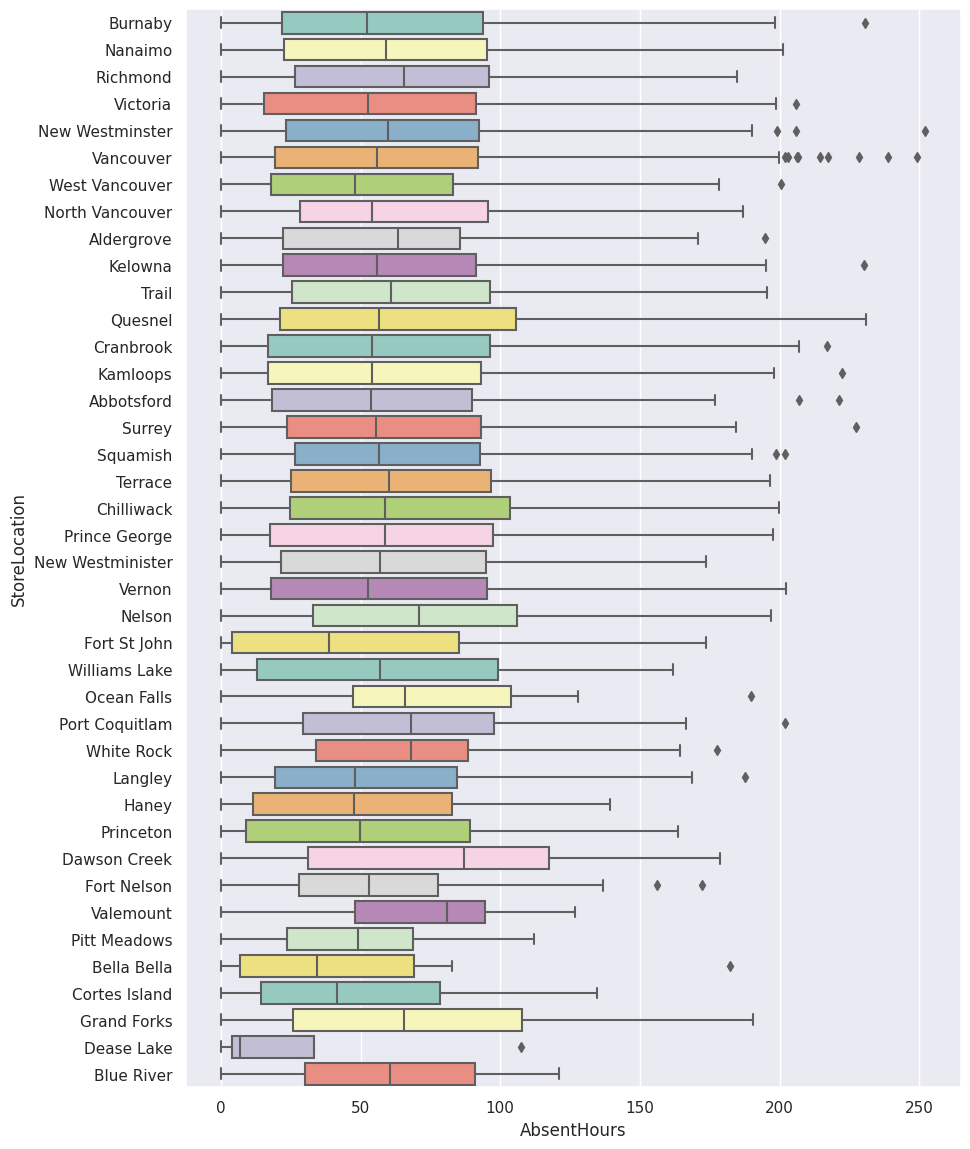 Burnaby
Nanaimo
Richmond
Victoria
New Westminster
Vancouver
West Vancouver
North Vancouver
Aldergrove
Kelowna
Trail
Quesnel
Cranbrook
Kamloops
Abbotsford
Surrey
Squamish
Terrace
Chilliwack
Prince George
New Westminister
Vernon
Nelson
Fort St John
Williams Lake
Ocean Falls
Port Coquitlam
White Rock
Langley
Haney
Princeton
Dawson Creek
Fort Nelson
Valemount
Pitt Meadows
Bella Bella
Cortes Island
Grand Forks
Dease Lake
Blue River
StoreLocation
0 50 100 150 200 250
AbsentHours